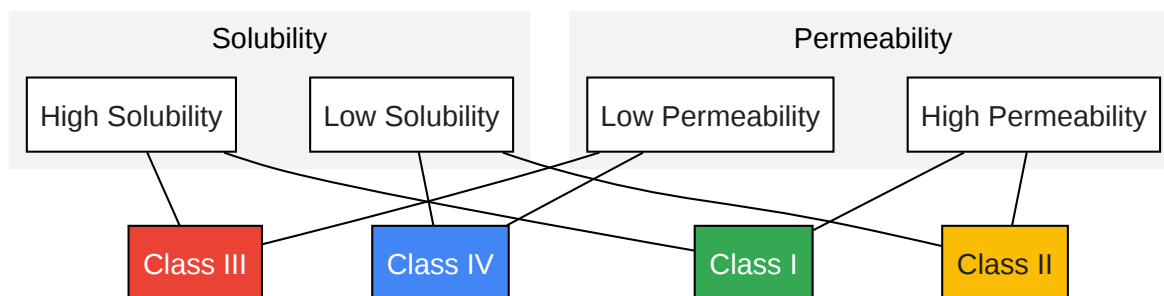 Solubility
Permeability
High Solubility
Low Solubility
Low Permeability
High Permeability
Class III
Class IV
Class I
Class II